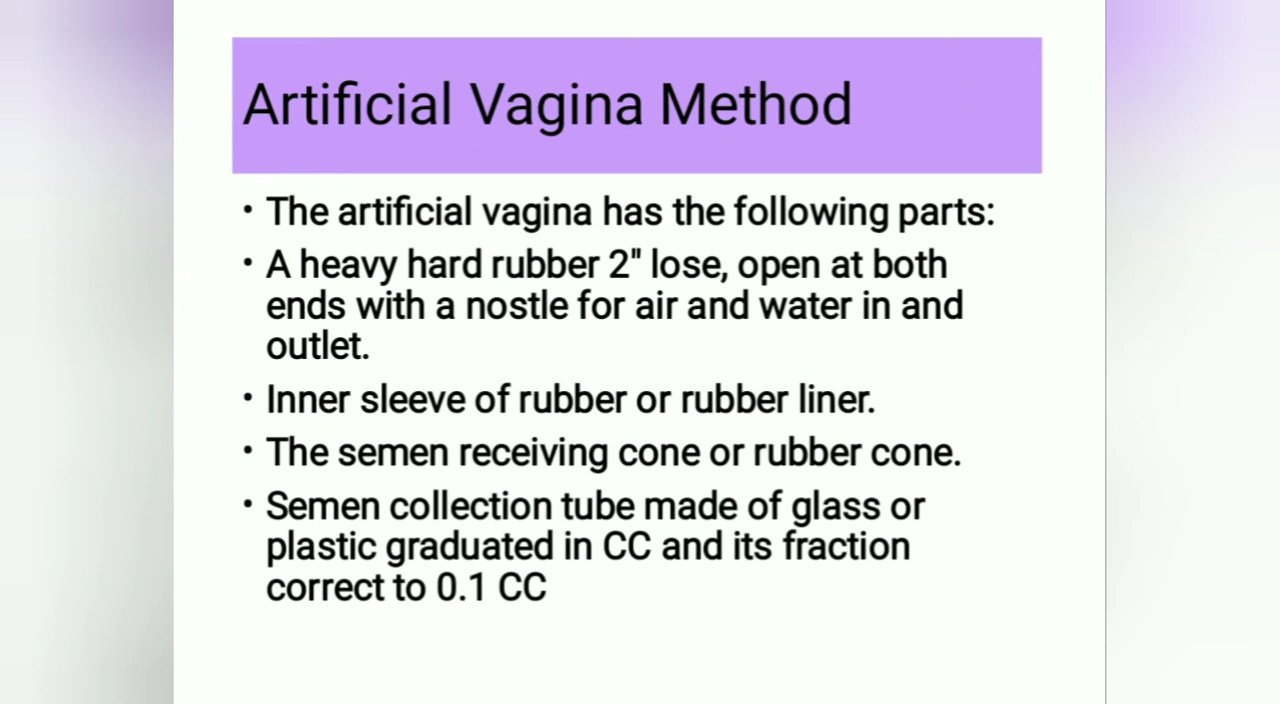 Artificial Vagina Method
• The artificial vagina has the following parts:
• A heavy hard rubber 2" lose, open at both
ends with a nostle for air and water in and
outlet.
• Inner sleeve of rubber or rubber liner.
• The semen receiving cone or rubber cone.
• Semen collection tube made of glass or
plastic graduated in CC and its fraction
correct to 0.1 CC